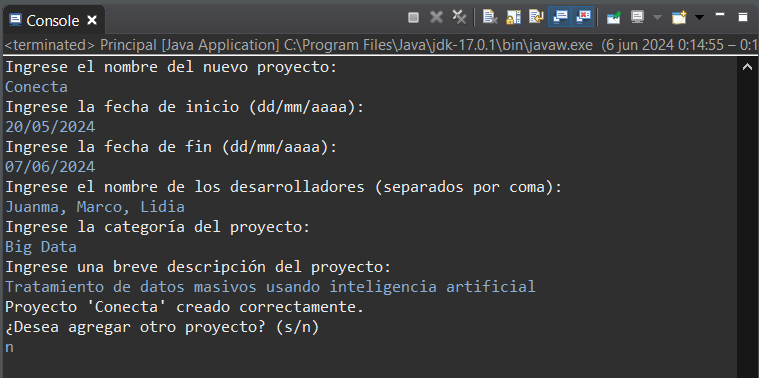 Console
<terminated> Principal [Java Application] C:\Program Files\Java\jdk-17.0.1\bin\javaw.exe (6 jun 2024 0:14:55 – 0:1
Ingrese el nombre del nuevo proyecto:
Conecta
Ingrese la fecha de inicio (dd/mm/aaaa):
20/05/2024
Ingrese la fecha de fin (dd/mm/aaaa):
07/06/2024
Ingrese el nombre de los desarrolladores (separados por coma):
Juanma, Marco, Lidia
Ingrese la categoría del proyecto:
Big Data
Ingrese una breve descripción del proyecto:
Tratamiento de datos masivos usando inteligencia artificial
Proyecto 'Conecta' creado correctamente.
¿Desea agregar otro proyecto? (s/n)
n